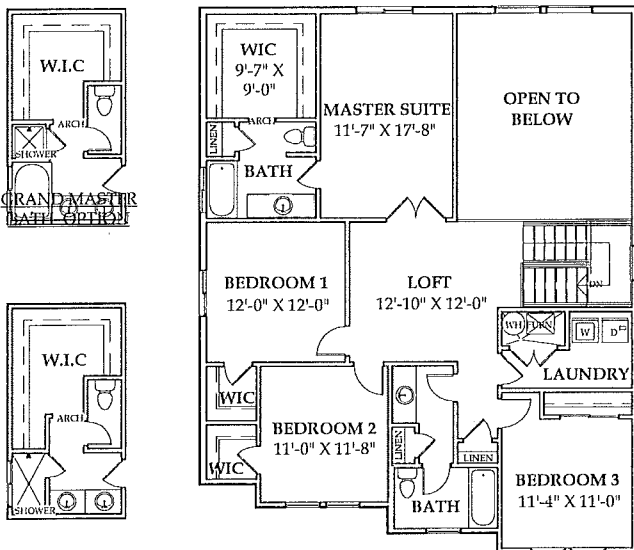 W.I.C
ARCH
SHOWER
GRAND MASTER
BATH OPTION
W.I.C
ARCH
SHOWER
WIC
9'-7" X
9'-0"
ARCH
LINEN
BATH
MASTER SUITE
11'-7" X 17'-8"
OPEN TO
BELOW
BEDROOM 1
12'-0" X 12'-0"
LOFT
12'-10" X 12'-0"
DN
WH
FURN
W
D
LAUNDRY
WIC
WIC
BEDROOM 2
11'-0" X 11'-8"
LINEN
LINEN
BATH
BEDROOM 3
11'-4" X 11'-0"